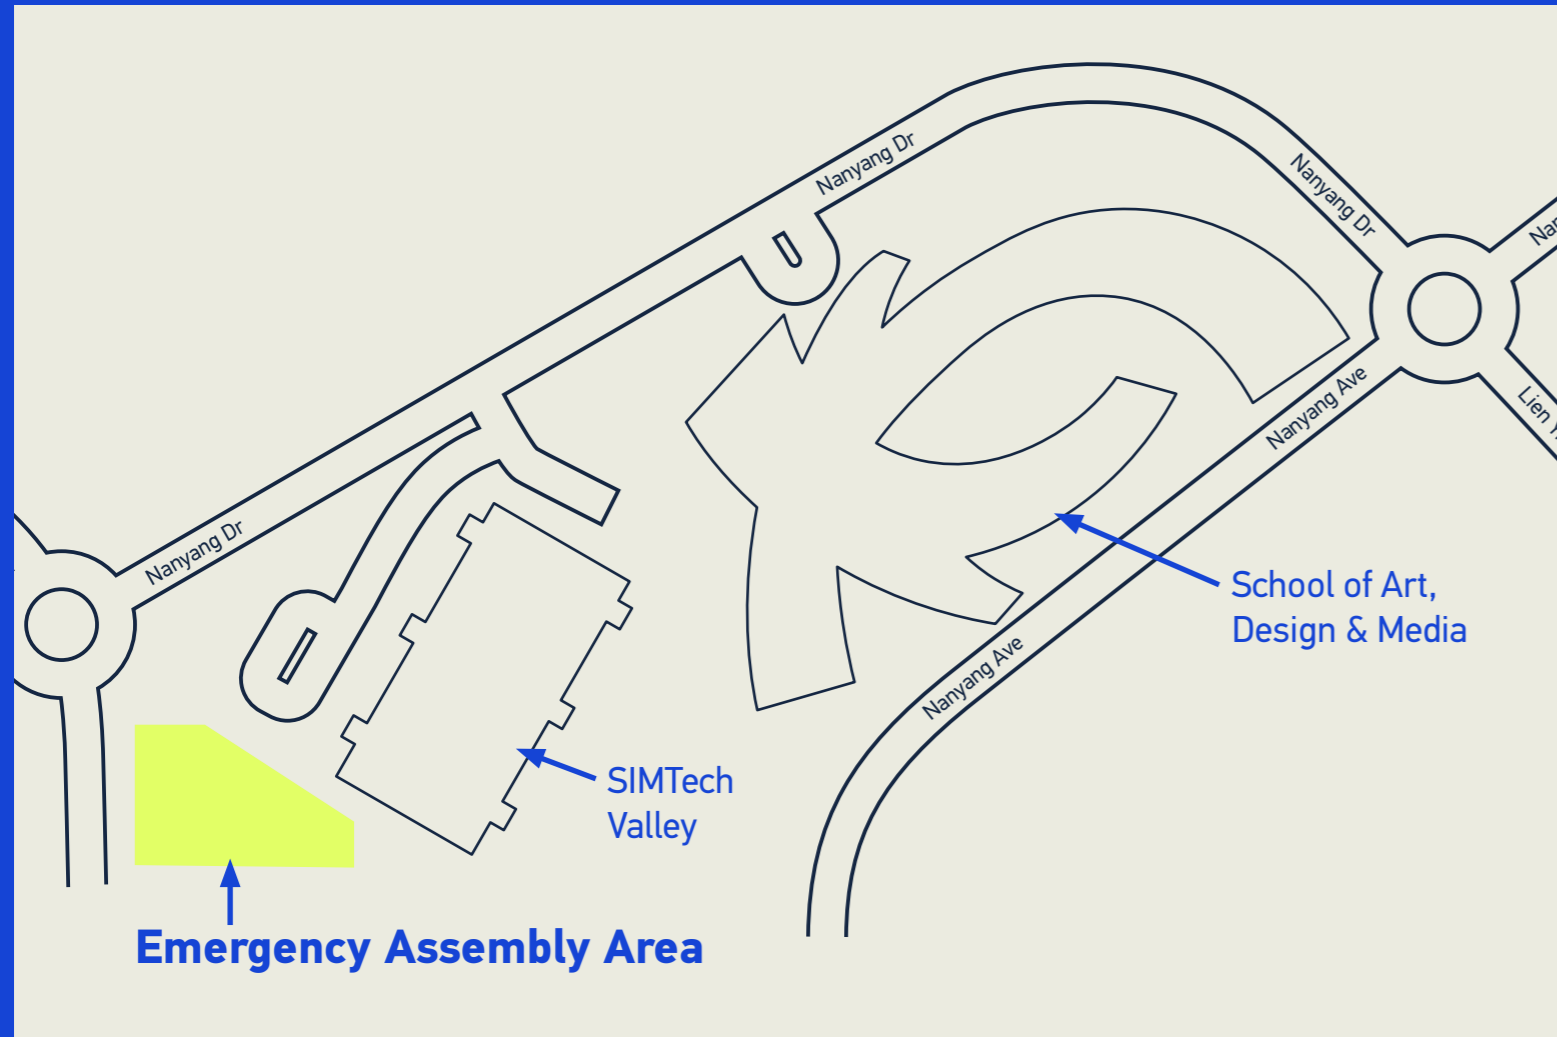 Nanyang Dr
Nanyang Dr
Nanyang Ave
Nanyang Dr
School of Art,
Design & Media
Nanyang Ave
SIMTech
Valley
Emergency Assembly Area
Lien